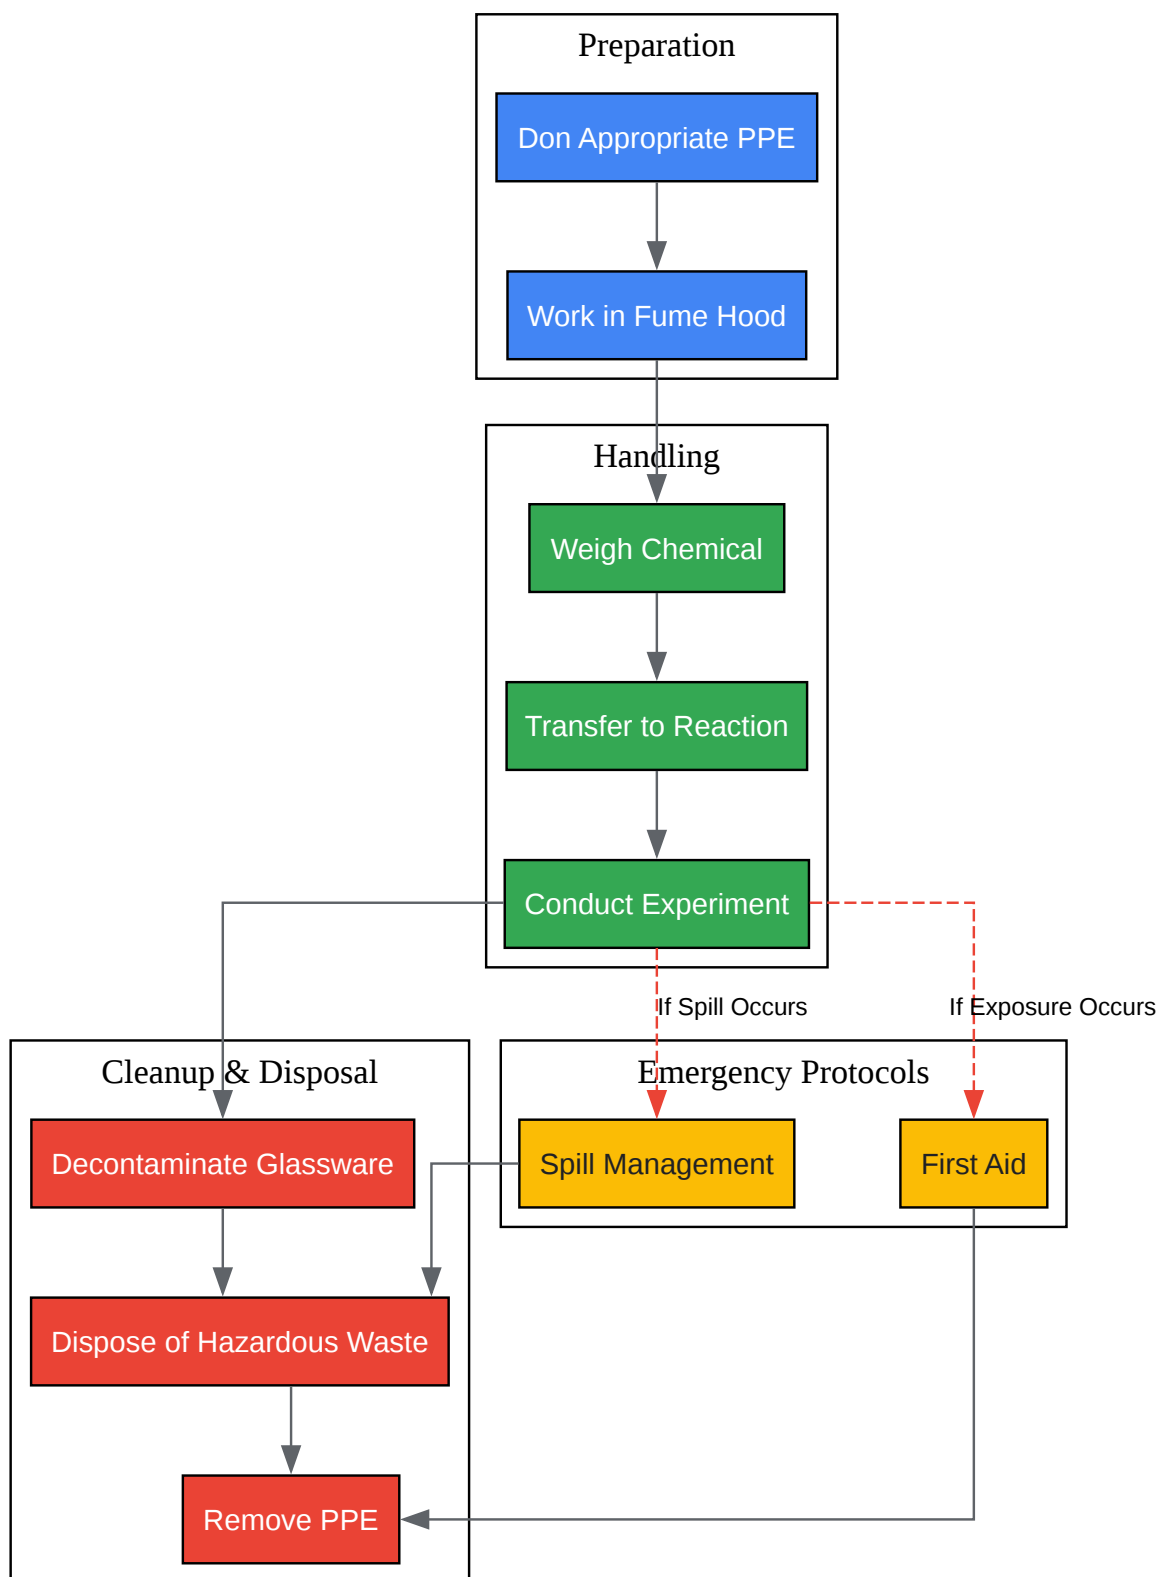 Preparation
Don Appropriate PPE
Work in Fume Hood
Handling
Weigh Chemical
Transfer to Reaction
Conduct Experiment
If Spill Occurs
If Exposure Occurs
Cleanup & Disposal
Emergency Protocols
Decontaminate Glassware
Spill Management
First Aid
Dispose of Hazardous Waste
Remove PPE